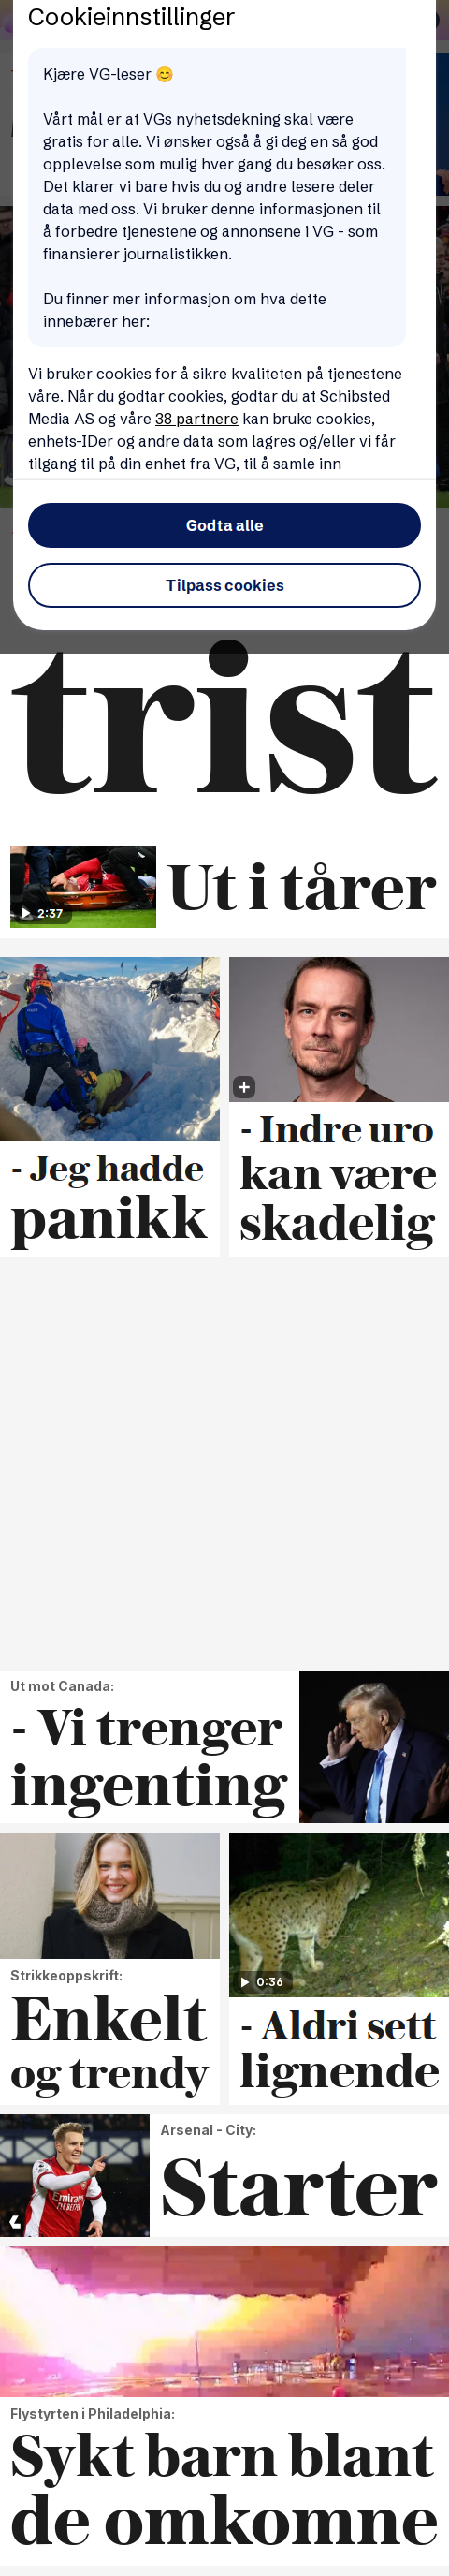 Cookieinnstillinger
Kjære VG-leser 😊
Vårt mål er at VGs nyhetsdekning skal være
gratis for alle. Vi ønsker også å gi deg en så god
opplevelse som mulig hver gang du besøker oss.
Det klarer vi bare hvis du og andre lesere deler
data med oss. Vi bruker denne informasjonen til
å forbedre tjenestene og annonsene i VG - som
finansierer journalistikken.
Du finner mer informasjon om hva dette
innebærer her:
Vi bruker cookies for å sikre kvaliteten på tjenestene
våre. Når du godtar cookies, godtar du at Schibsted
Media AS og våre 38 partnere kan bruke cookies,
enhets-IDer og andre data som lagres og/eller vi får
tilgang til på din enhet fra VG, til å samle inn
Godta alle
Tilpass cookies
trist
2:37
Ut i tårer
- Jeg hadde
panikk
- Indre uro
kan være
skadelig
Ut mot Canada:
- Vi trenger
ingenting
Strikkeoppskrift:
Enkelt
og trendy
0:36
- Aldri sett
lignende
Arsenal - City:
Starter
Flystyrten i Philadelphia:
Sykt barn blant
de omkomne